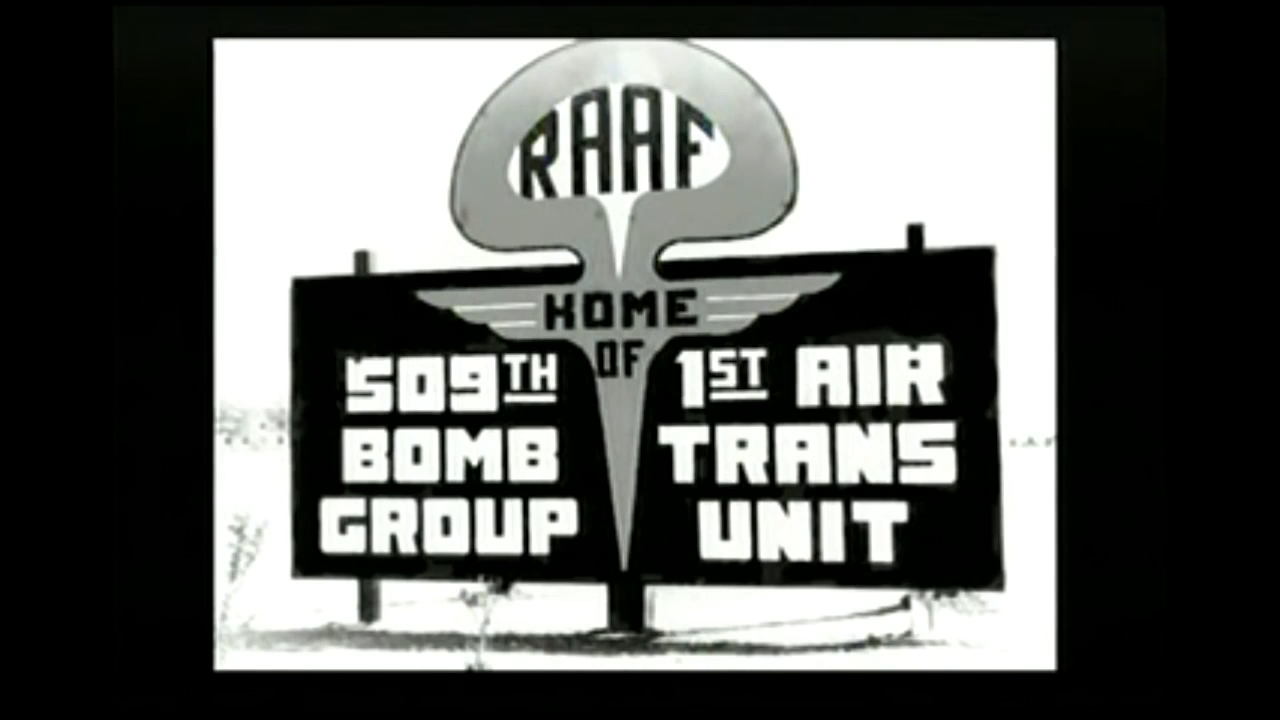 RAAF
HOME
OF
509TH
BOMB
GROUP
1ST AIR
TRANS
UNIT